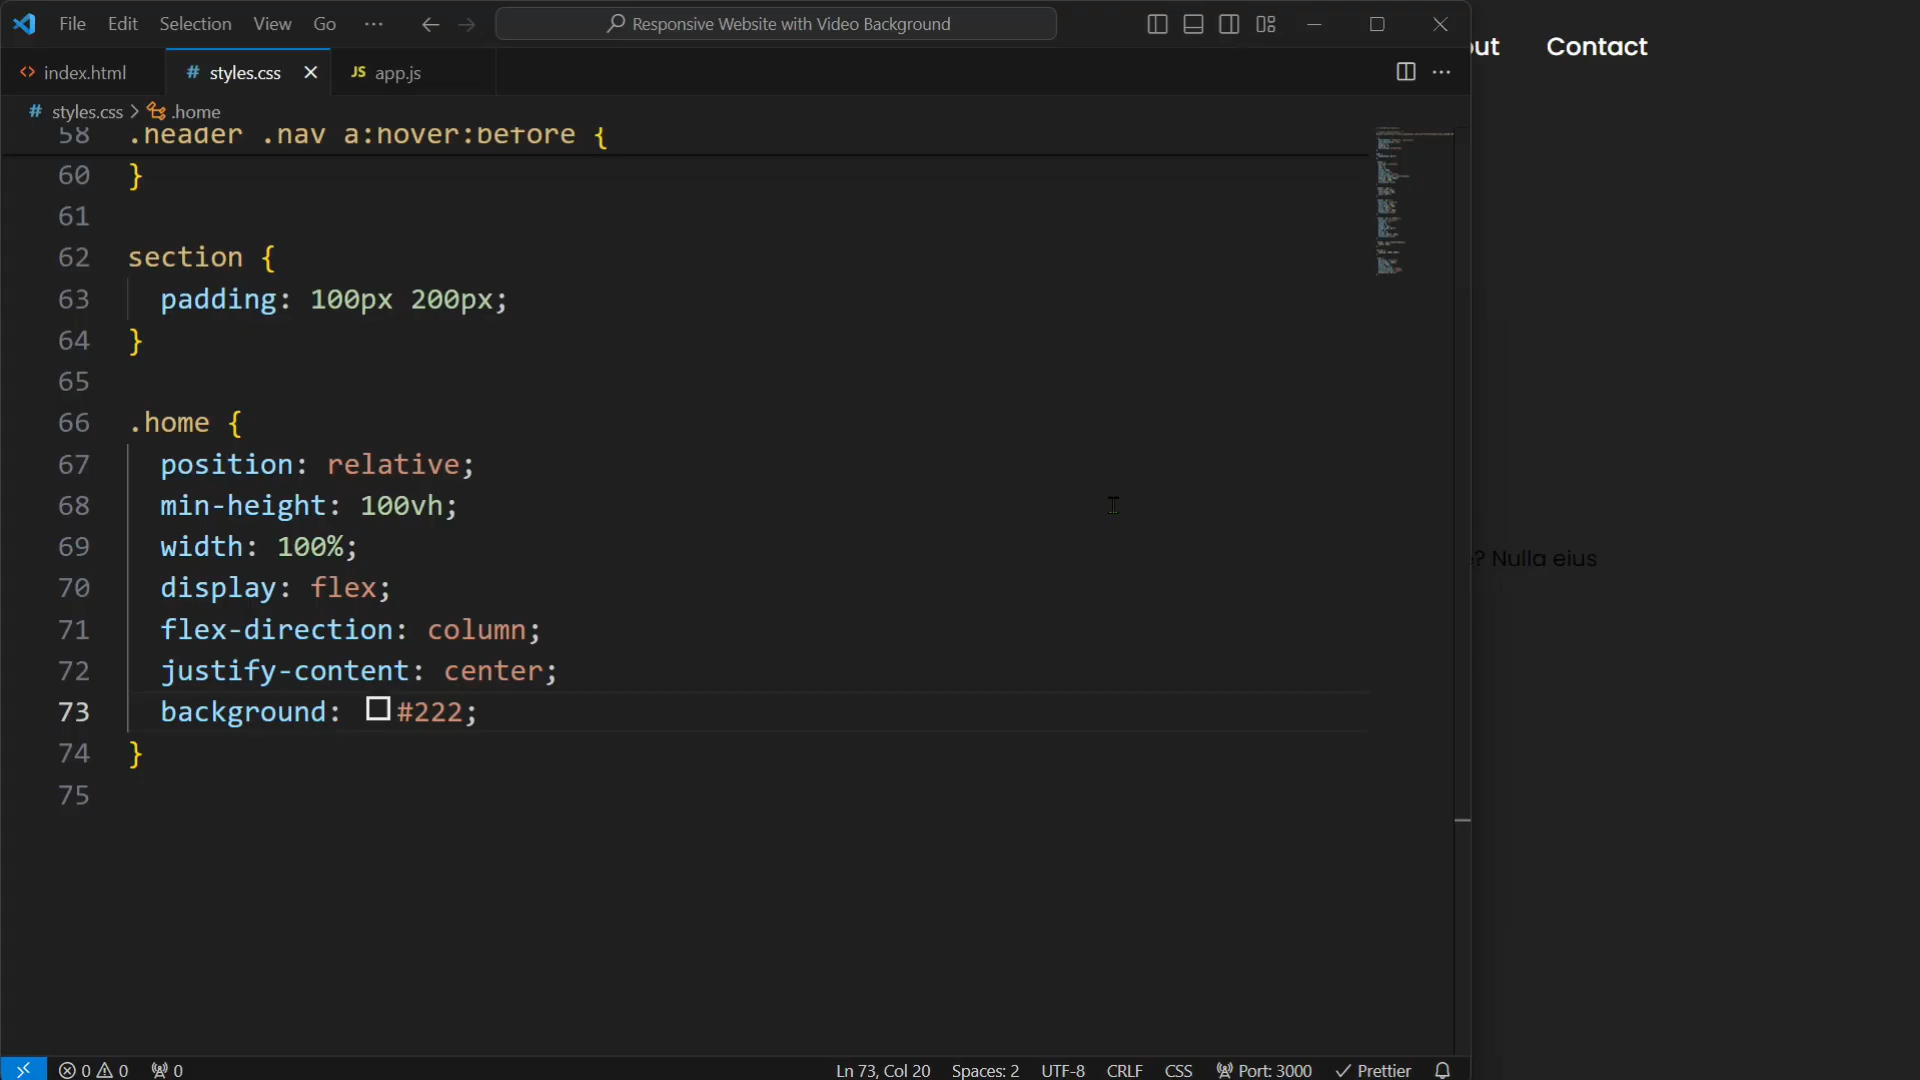 File Edit Selection View Go ··· Responsive Website with Video Background
out Contact
index.html # styles.css JS app.js
# styles.css > .home
58 .header .nav a:hover:before {
60 }
61
62 section {
63 padding: 100px 200px;
64 }
65
66 .home {
67 position: relative;
68 min-height: 100vh;
69 width: 100%;
? Nulla eius
70 display: flex;
71 flex-direction: column;
72 justify-content: center;
73 background: #222;
74 }
75
0 0 0 Ln 73, Col 20 Spaces: 2 UTF-8 CRLF CSS Port: 3000 Prettier